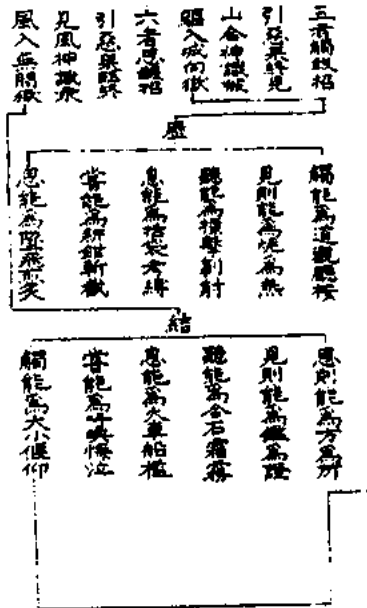 五者觸報招
引惡果終見
山合神識城
驅入城向獄
六者思報招
引惡果臨終
見風神識承
風入無間獄
歷
觸能為道觀聽按
見則能為燒為熱
聽能為橦擊剚射
息能為括袋考縛
嘗能為耕鉗斬截
思能為墜飛煎炙
結
思則能為方為所
見則能為鑑為證
聽能為合石霜霧
息能為火車船檻
嘗能為呼喚悔泣
觸能為大小偃仰